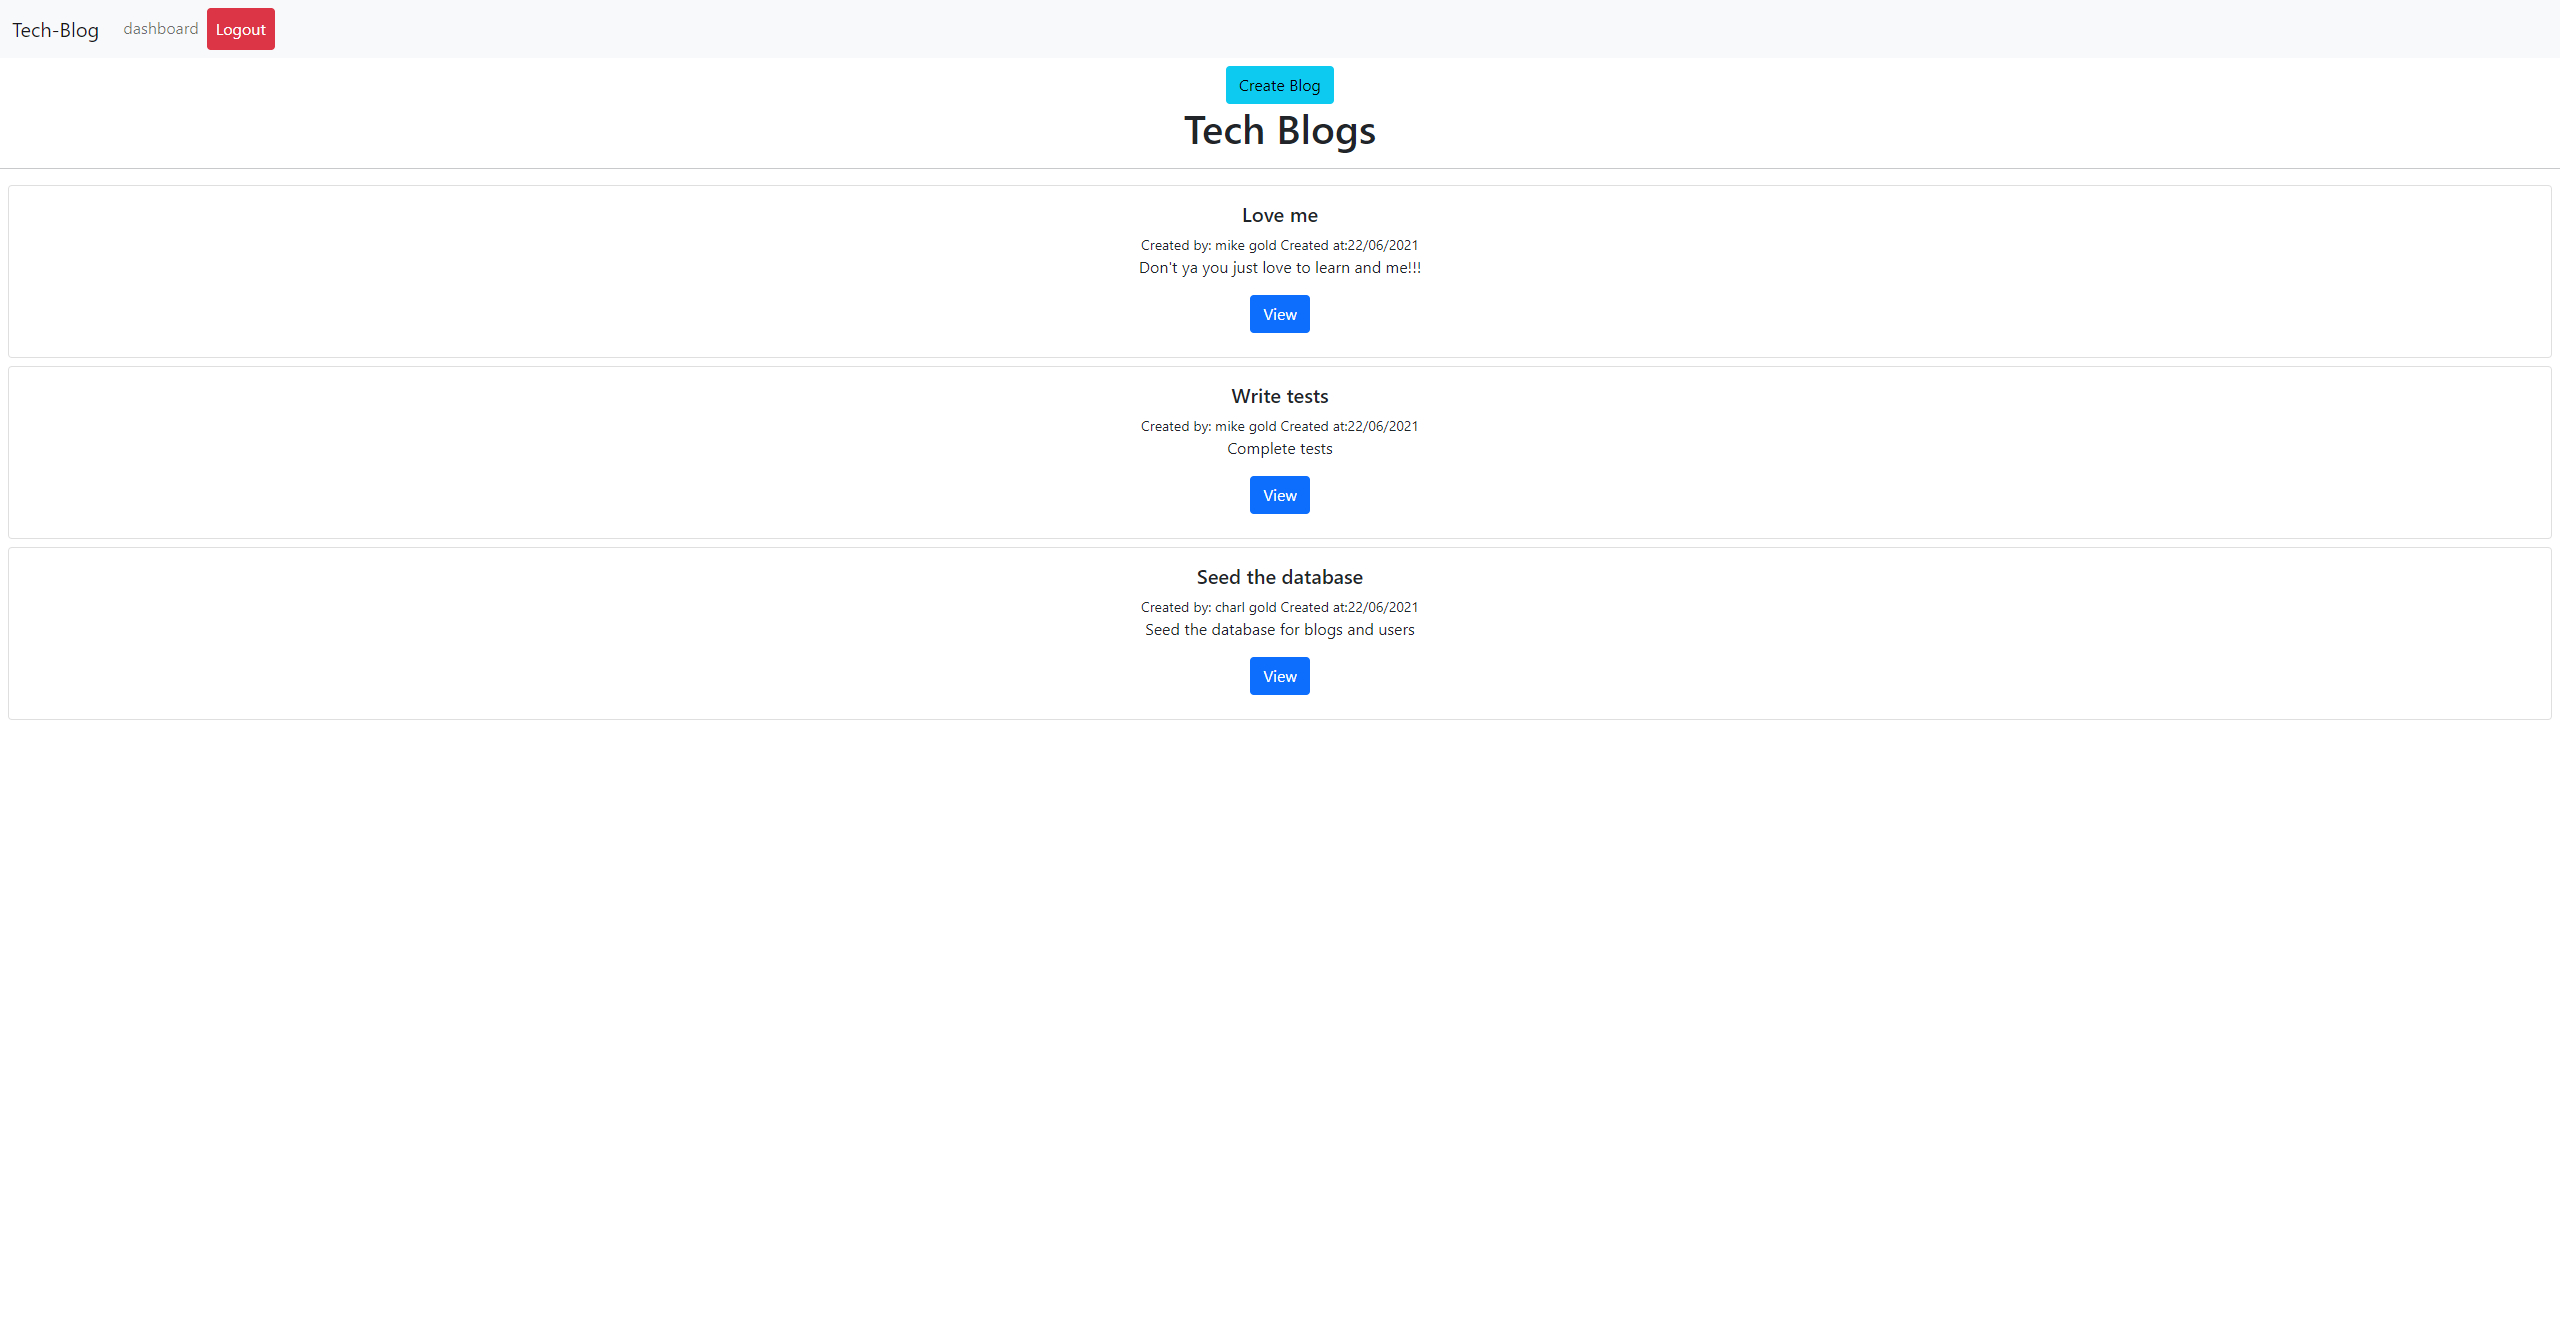 Tech-Blog dashboard Logout
Create Blog
Tech Blogs
Love me
Created by: mike gold Created at:22/06/2021
Don't ya you just love to learn and me!!!
View
Write tests
Created by: mike gold Created at:22/06/2021
Complete tests
View
Seed the database
Created by: charl gold Created at:22/06/2021
Seed the database for blogs and users
View